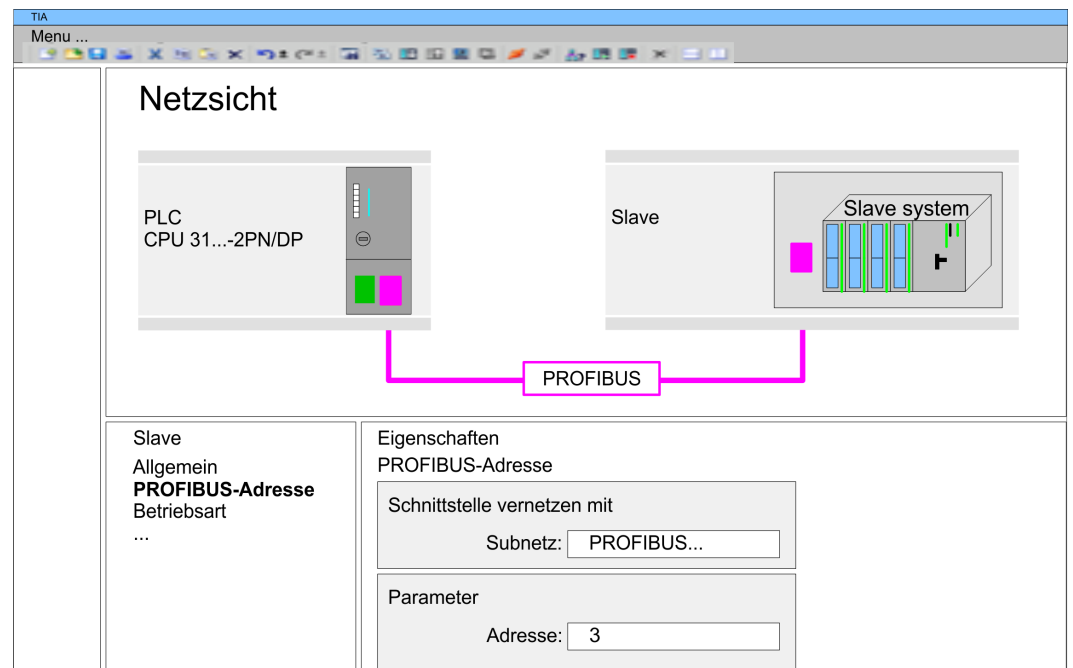 TIA
Menu ...
Netzsicht
PLC
CPU 31...-2PN/DP
Slave
Slave system
PROFIBUS
Slave
Allgemein
PROFIBUS-Adresse
Betriebsart
...
Eigenschaften
PROFIBUS-Adresse
Schnittstelle vernetzen mit
Subnetz: PROFIBUS...
Parameter
Adresse: 3